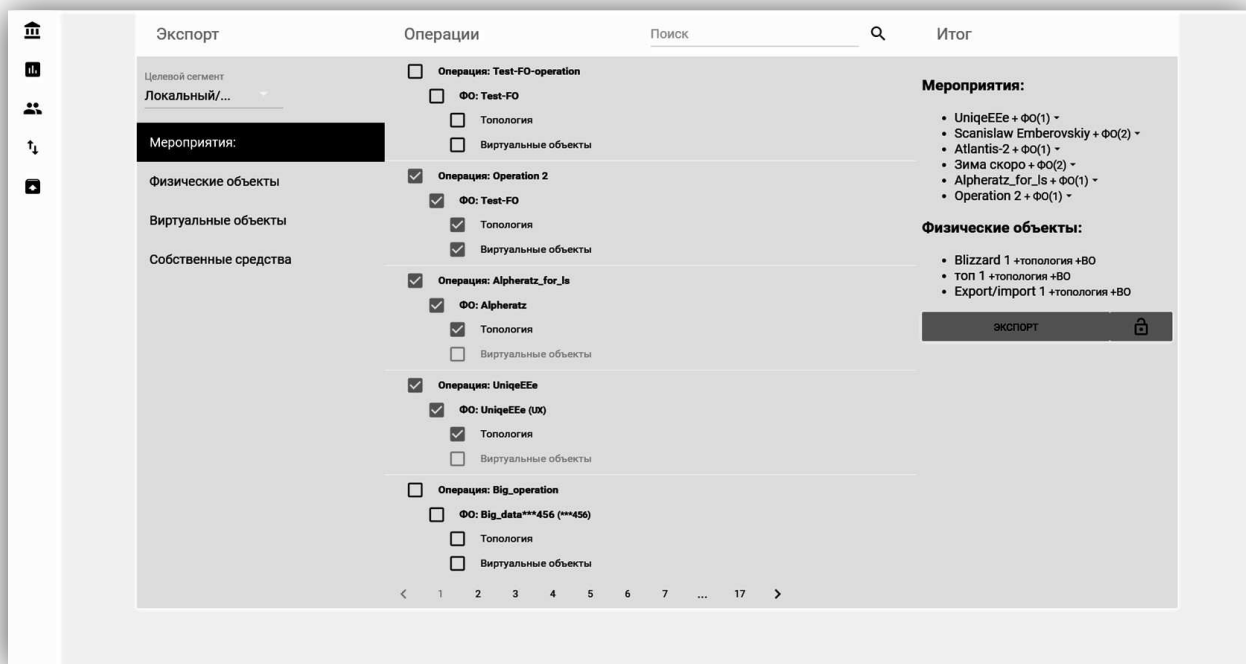 Экспорт
Операции
Поиск
Итог
Целевой сегмент
Локальный/...
Мероприятия:
Физические объекты
Виртуальные объекты
Собственные средства
Операция: Test-FO-operation
ФО: Test-FO
Топология
Виртуальные объекты
Операция: Operation 2
ФО: Test-FO
Топология
Виртуальные объекты
Операция: Alpheratz_for_ls
ФО: Alpheratz
Топология
Виртуальные объекты
Операция: UniqeEEe
ФО: UniqeEEe (UX)
Топология
Виртуальные объекты
Операция: Big_operation
ФО: Big_data***456 (***456)
Топология
Виртуальные объекты
1 2 3 4 5 6 7 ... 17
Мероприятия:
UniqeEEe + ФО(1)
Scanislaw Emberovskiy + ФО(2)
Atlantis-2 + ФО(1)
Зима скоро + ФО(2)
Alpheratz_for_ls + ФО(1)
Operation 2 + ФО(1)
Физические объекты:
Blizzard 1 +топология +ВО
топ 1 +топология +ВО
Export/import 1 +топология +ВО
ЭКСПОРТ